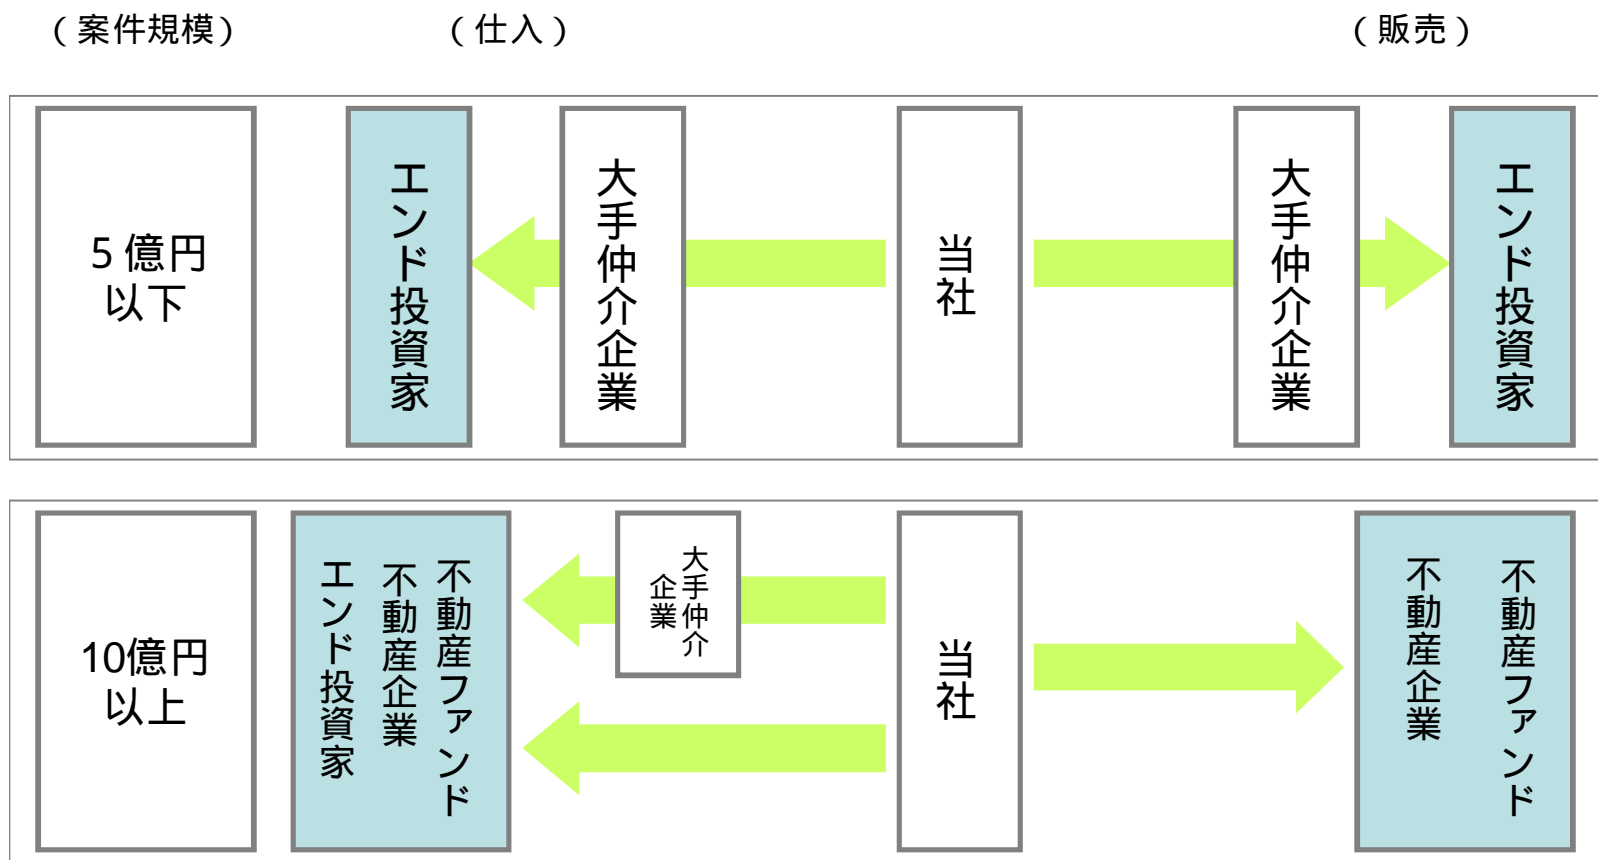 （案件規模）
（仕入）
（販売）
5億円
以下
エンド投資家
大手仲介企業
当社
大手仲介企業
エンド投資家
10億円
以上
不動産ファンド
不動産企業
エンド投資家
大手仲介
企業
当社
不動産ファンド
不動産企業